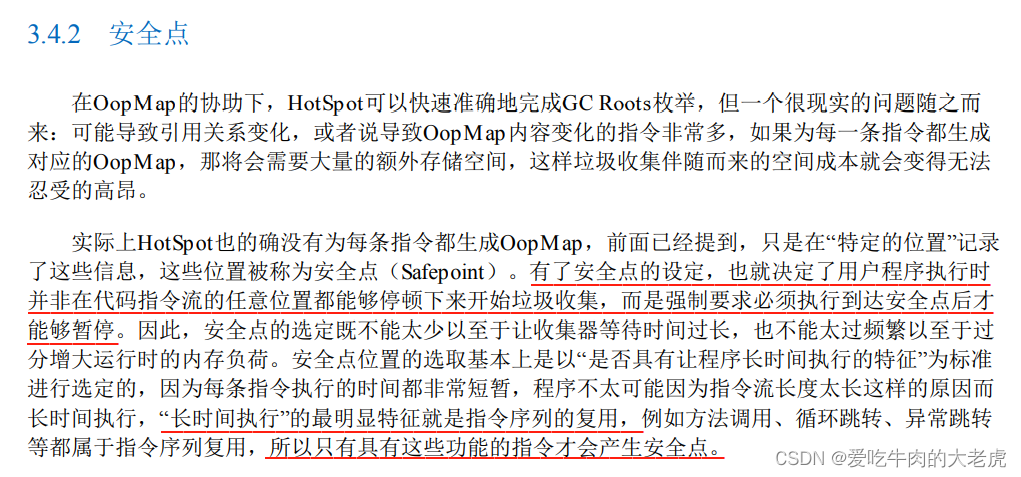 3.4.2 安全点
在OopMap的协助下，HotSpot可以快速准确地完成GC Roots枚举，但一个很现实的问题随之而
来：可能导致引用关系变化，或者说导致OopMap内容变化的指令非常多，如果为每一条指令都生成
对应的OopMap，那将会需要大量的额外存储空间，这样垃圾收集伴随而来的空间成本就会变得无法
忍受的高昂。
实际上HotSpot也的确没有为每条指令都生成OopMap，前面已经提到，只是在“特定的位置”记录
了这些信息，这些位置被称为安全点（Safepoint）。有了安全点的设定，也就决定了用户程序执行时
并非在代码指令流的任意位置都能够停顿下来开始垃圾收集，而是强制要求必须执行到达安全点后才
能够暂停。因此，安全点的选定既不能太少以至于让收集器等待时间过长，也不能太过频繁以至于过
分增大运行时的内存负荷。安全点位置的选取基本上是以“是否具有让程序长时间执行的特征”为标准
进行选定的，因为每条指令执行的时间都非常短暂，程序不太可能因为指令流长度太长这样的原因而
长时间执行，“长时间执行”的最明显特征就是指令序列的复用，例如方法调用、循环跳转、异常跳转
等都属于指令序列复用，所以只有具有这些功能的指令才会产生安全点。
CSDN @爱吃牛肉的大老虎